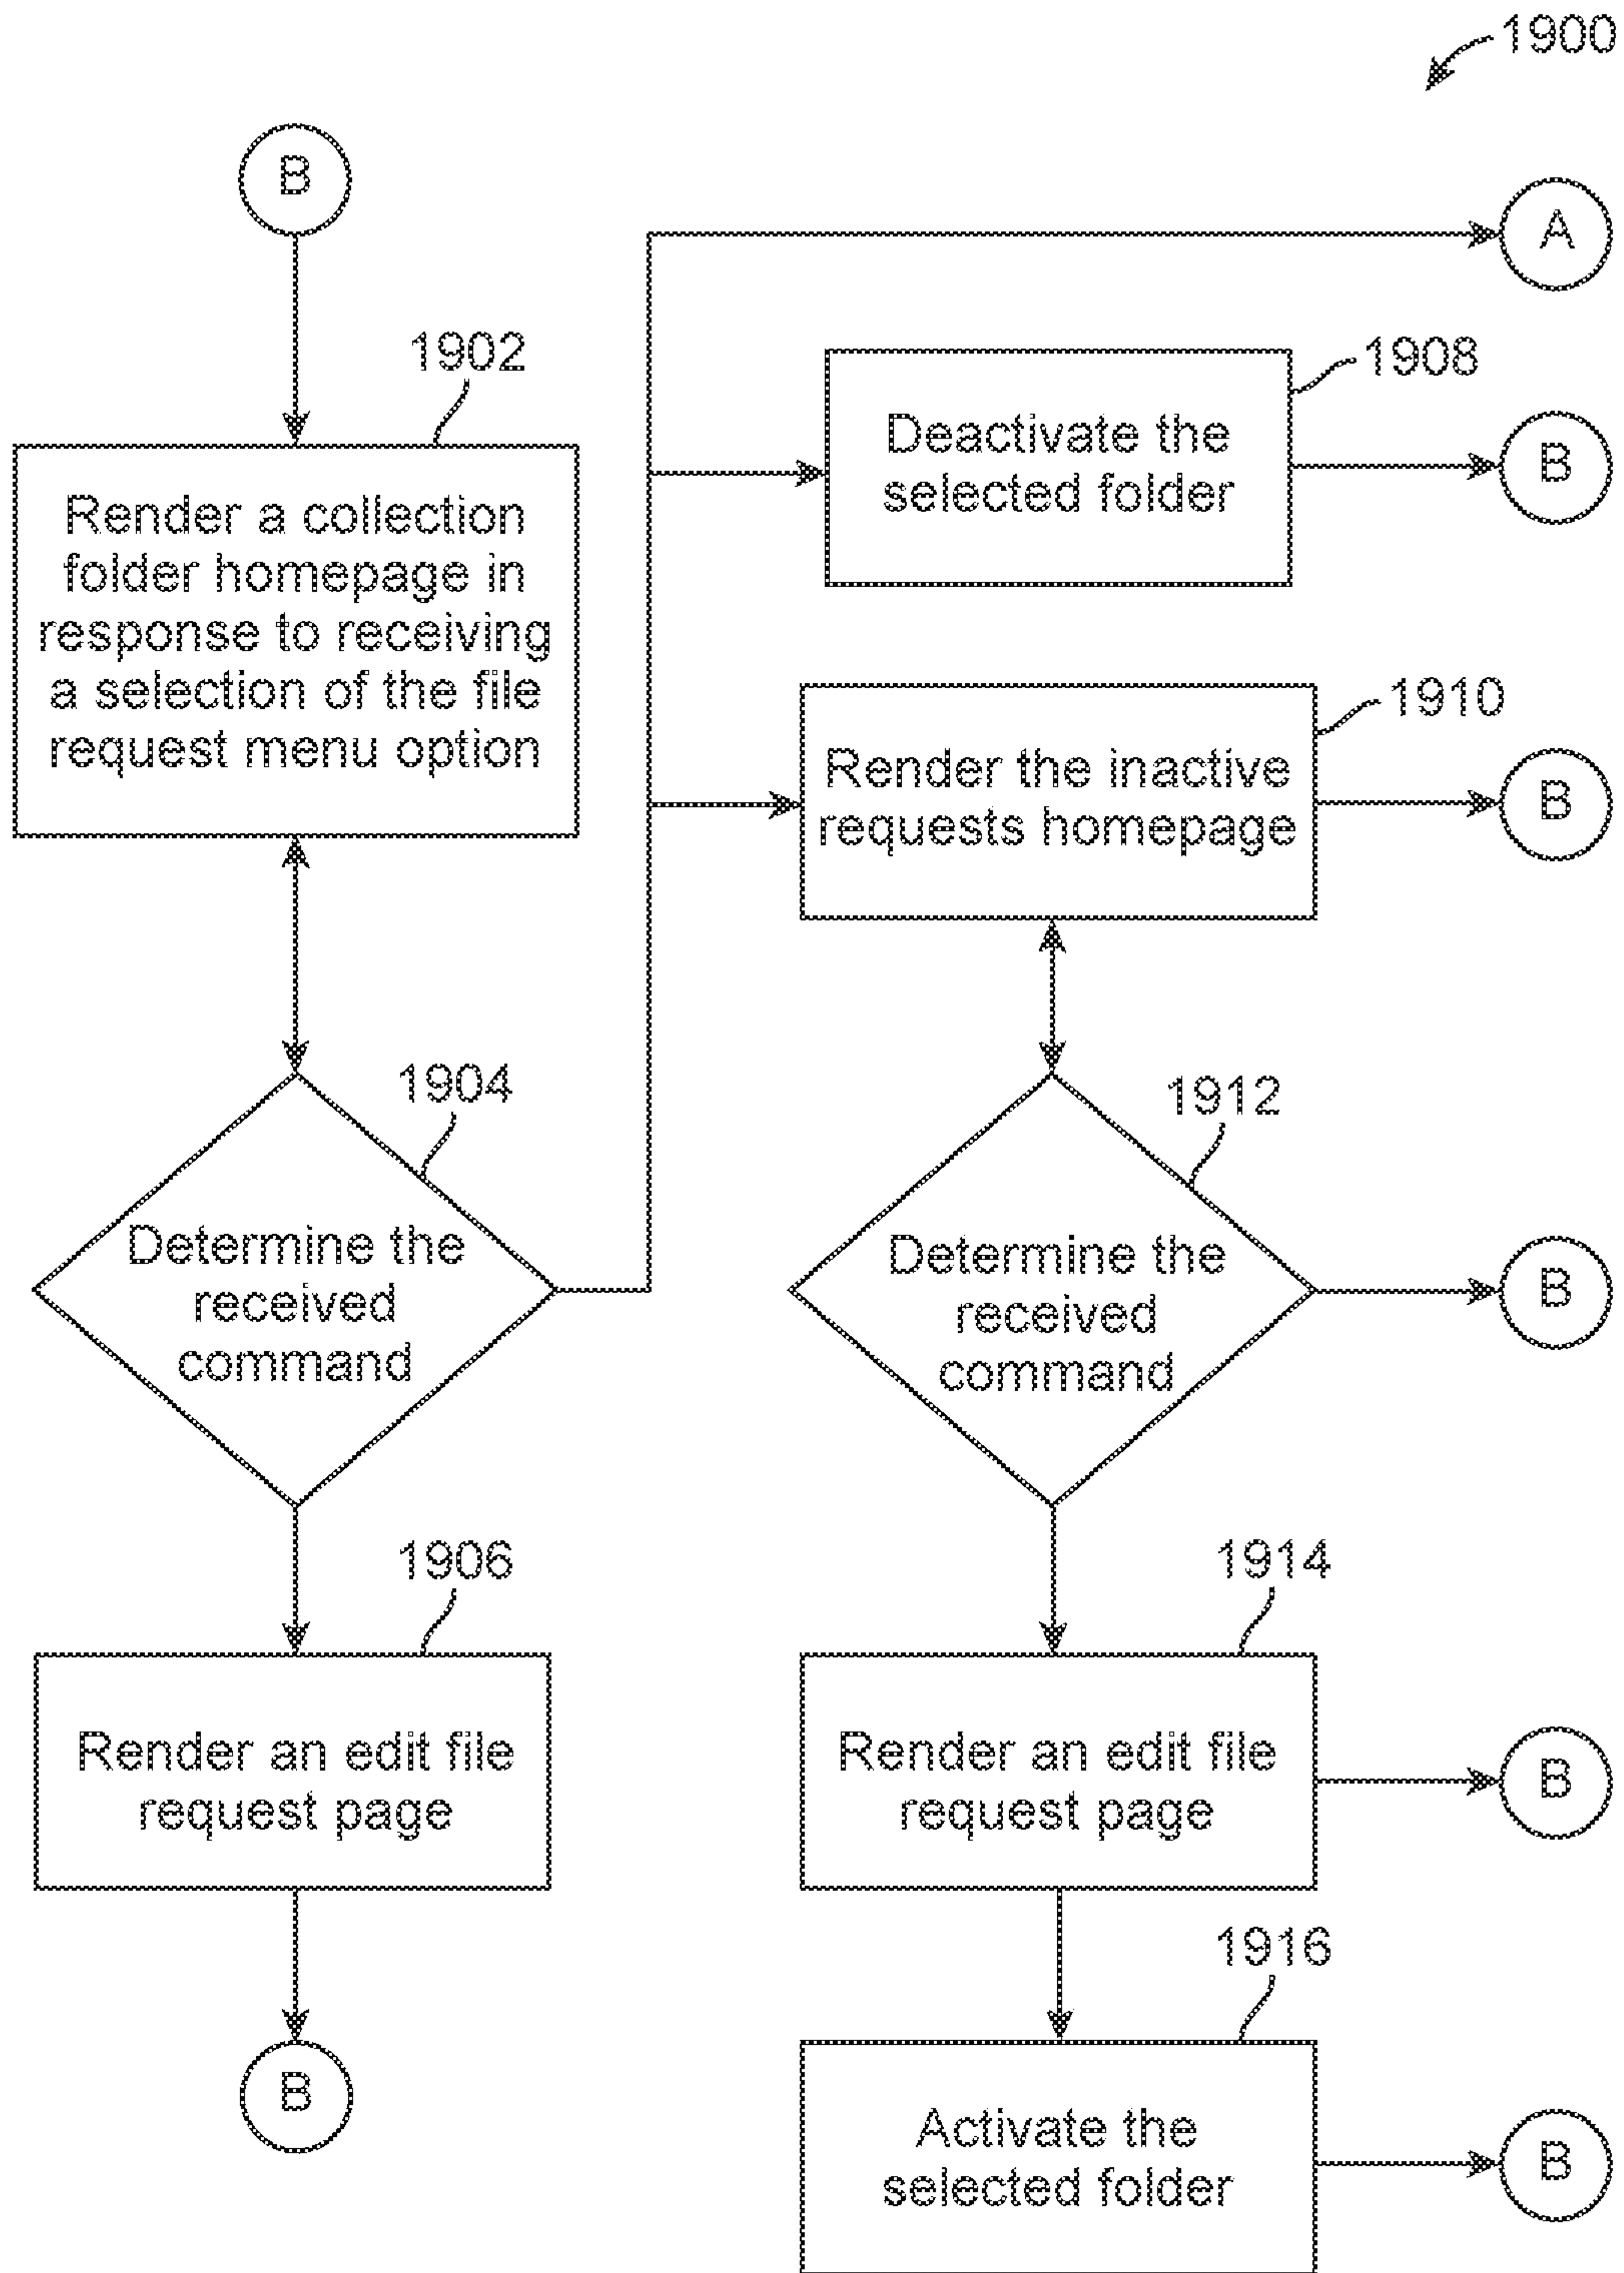 1900
B
A
1902
Render a collection
folder homepage in
response to receiving
a selection of the file
request menu option
1908
Deactivate the
selected folder
B
1910
Render the inactive
requests homepage
B
1904
Determine the
received
command
1912
Determine the
received
command
B
1906
Render an edit file
request page
B
1914
Render an edit file
request page
B
1916
Activate the
selected folder
B